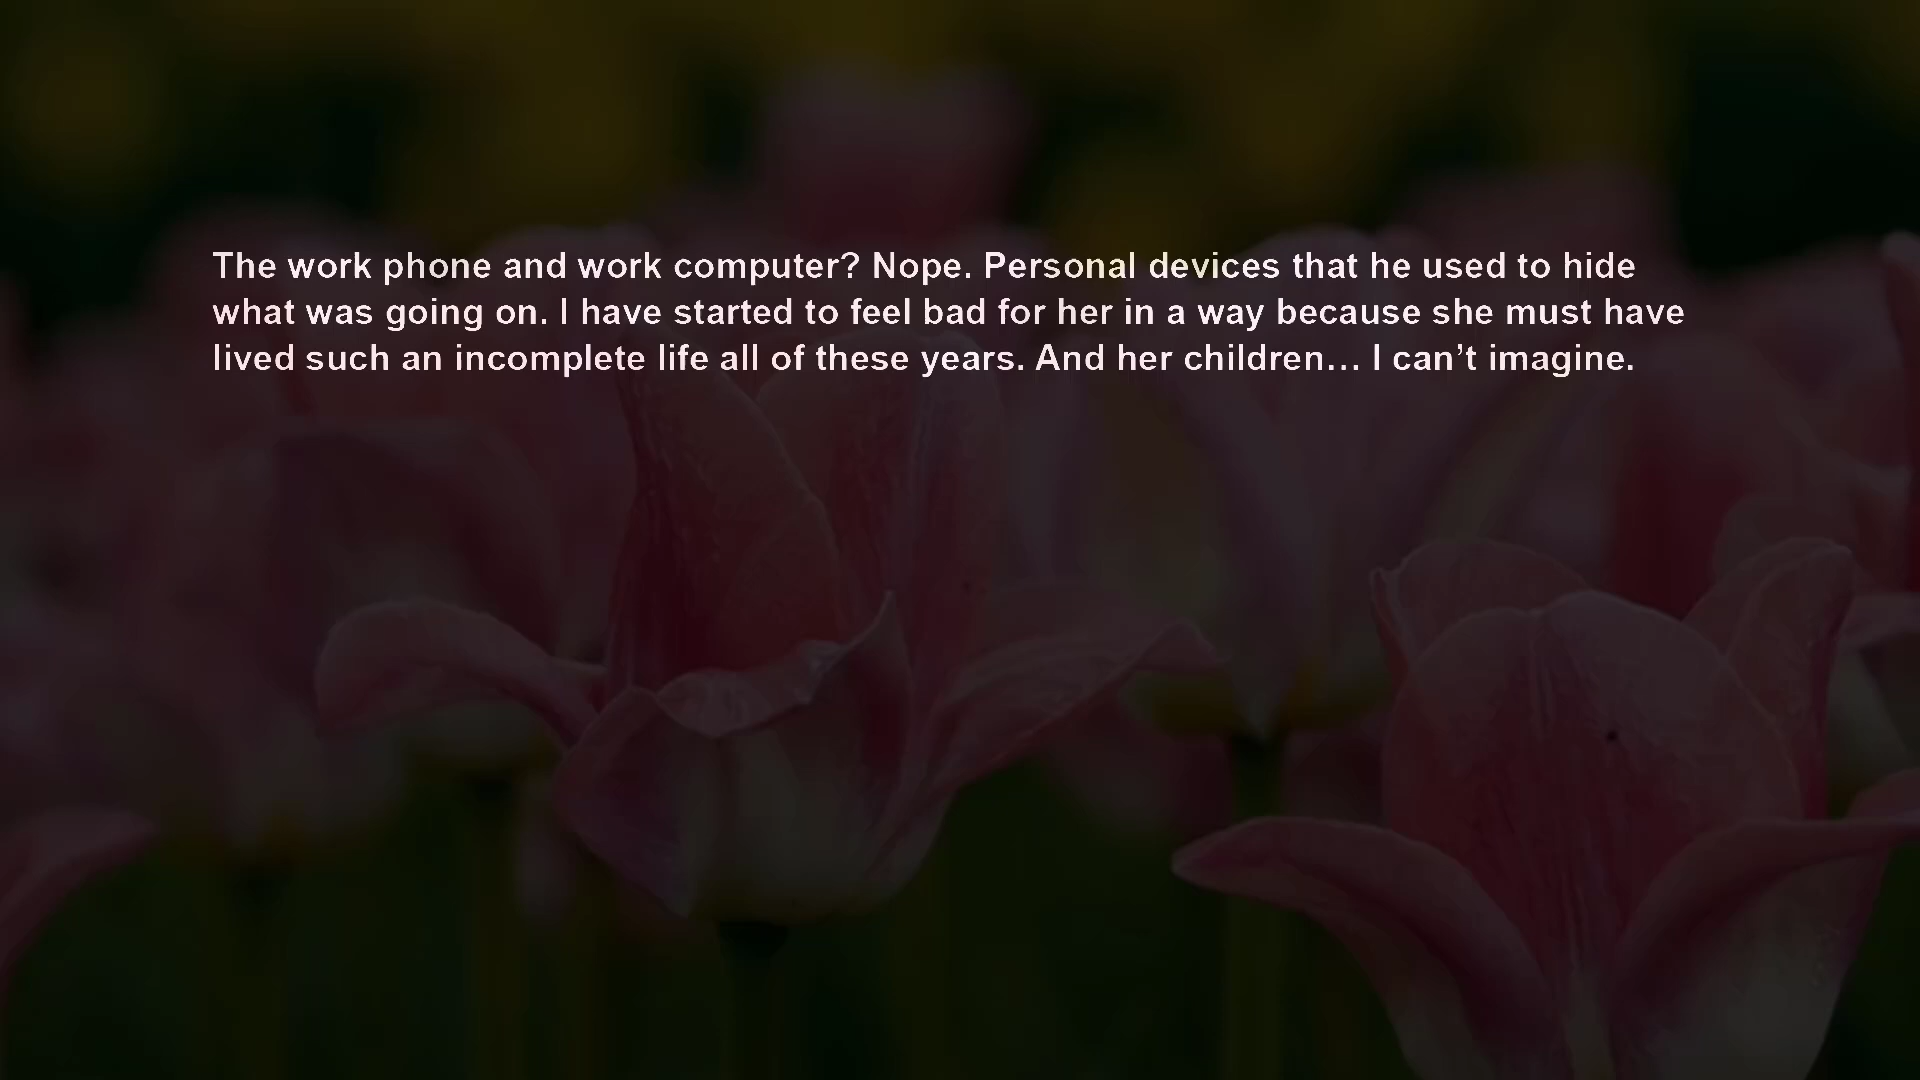 The work phone and work computer? Nope. Personal devices that he used to hide
what was going on. I have started to feel bad for her in a way because she must have
lived such an incomplete life all of these years. And her children… I can’t imagine.